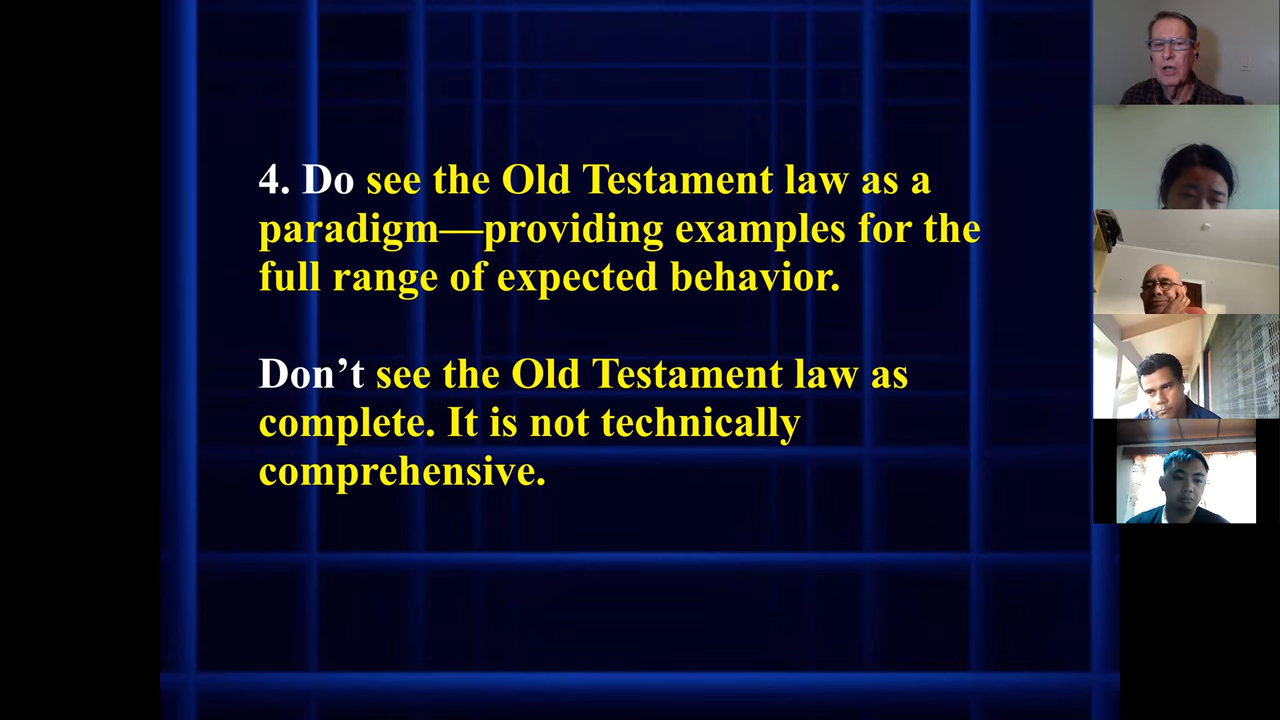 4. Do see the Old Testament law as a
paradigm—providing examples for the
full range of expected behavior.
Don’t see the Old Testament law as
complete. It is not technically
comprehensive.